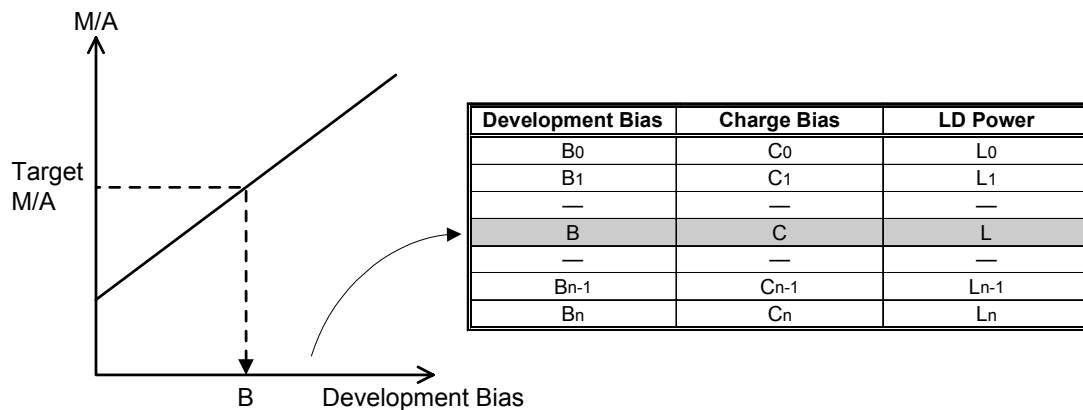 M/A
Target
M/A
B
Development Bias
Development Bias Charge Bias LD Power
B0 C0 L0
B1 C1 L1
— — —
B C L
— — —
Bn-1 Cn-1 Ln-1
Bn Cn Ln